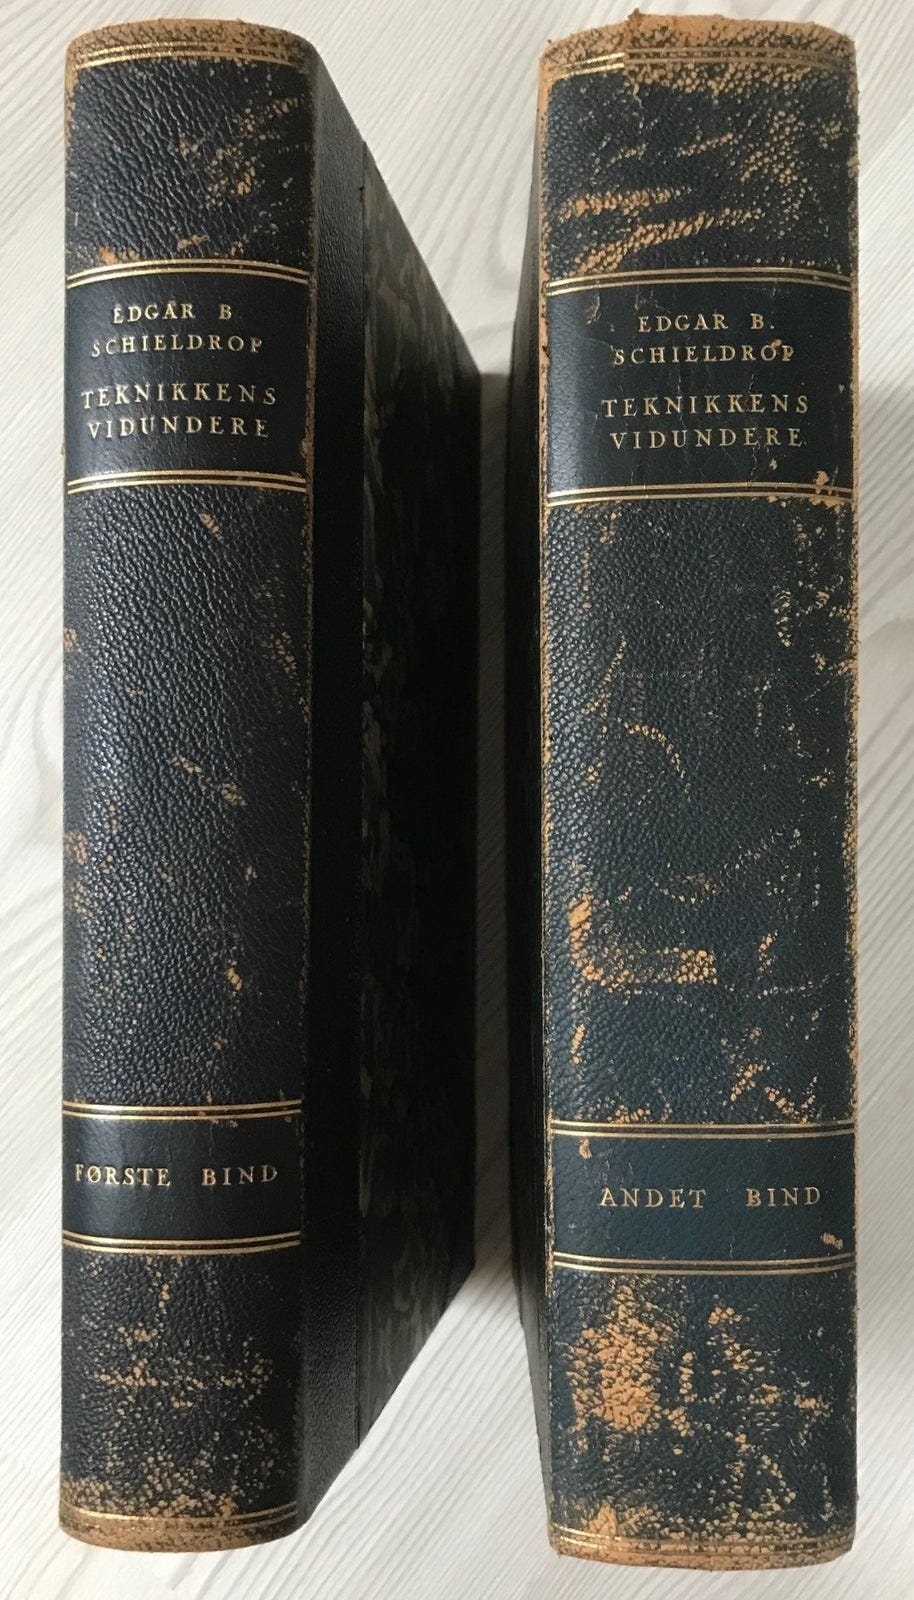 EDGAR B
SCHIELDROP
TEKNIKKENS
VIDUNDERE
FØRSTE BIND
EDGAR B.
SCHIELDROP
TEKNIKKENS
VIDUNDERE
ANDET BIND